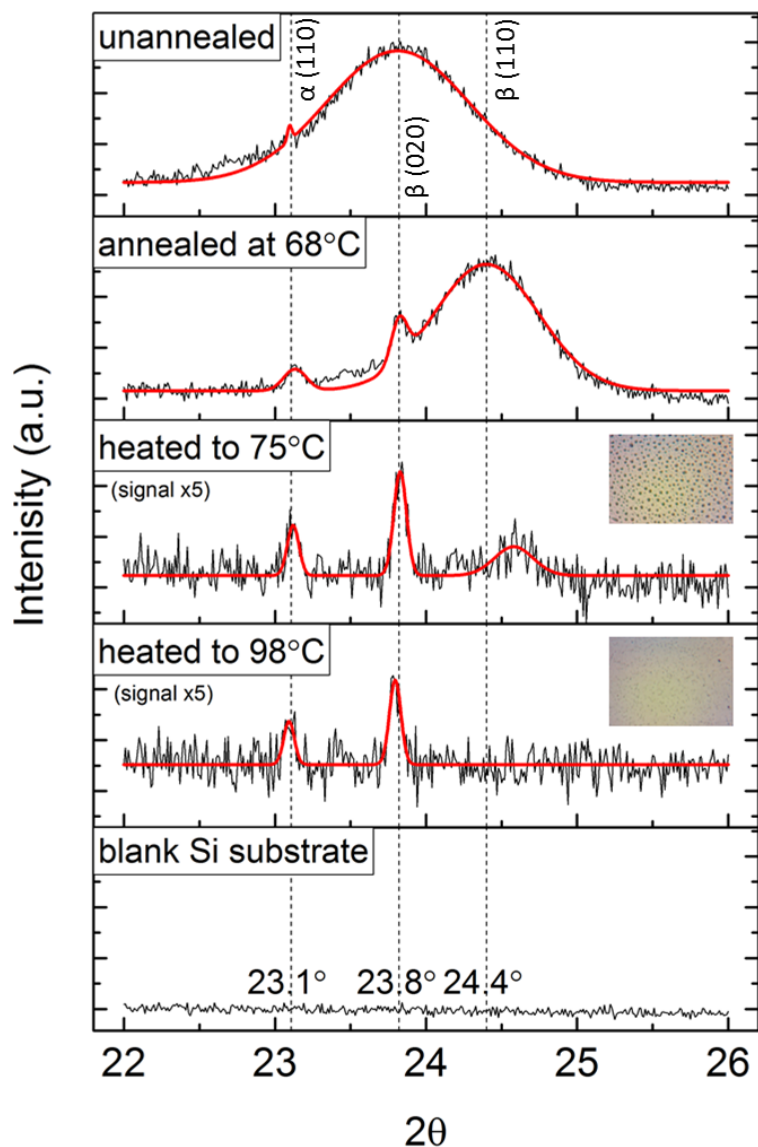 unannealed
α (110)
β (020)
β (110)
annealed at 68°C
heated to 75°C
(signal x5)
heated to 98°C
(signal x5)
blank Si substrate
23.1° 23.8° 24.4°
22 23 24 25 26
2θ
Intenisity (a.u.)